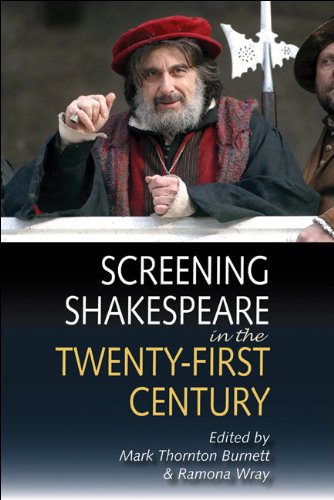 SCREENING
SHAKESPEARE
in the
TWENTY-FIRST
CENTURY
Edited by
Mark Thornton Burnett
& Ramona Wray